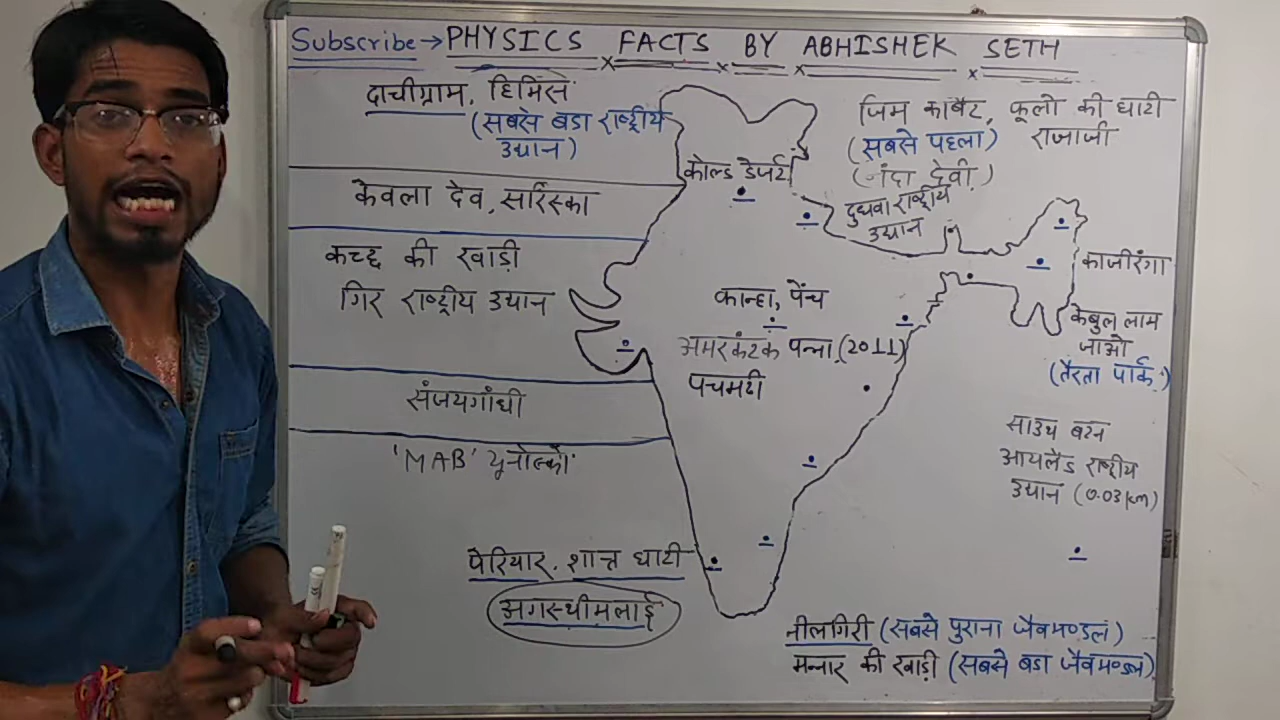 Subscribe→PHYSICS FACTS BY ABHISHEK SETH
दाचीग्राम, हिमिस
(सबसे बडा राष्ट्रीय
उद्यान)
केवला देव, सरिस्का
कच्छ की खाड़ी
गिर राष्ट्रीय उद्यान
संजयगाँधी
'MAB' यूनेस्को
पेरियार, शान्त घाटी
अगस्थीमलाई
कोल्ड डेजर्ट
कान्हा, पेंच
अमरकंटक पन्ना (2011)
पचमढी
जिम कार्बेट, फूलो की घाटी
(सबसे पहला) राजाजी
(नंदा देवी)
दुधवा राष्ट्रीय
उद्यान
काजीरंगा
केबुल लाम
जाओ
(तैरता पार्क)
साउथ बटन
आयलैंड राष्ट्रीय
उद्यान (0.03 km)
नीलगिरी (सबसे पुराना जैवमण्डल)
मन्नार की खाड़ी (सबसे बडा जैवमण्डल)